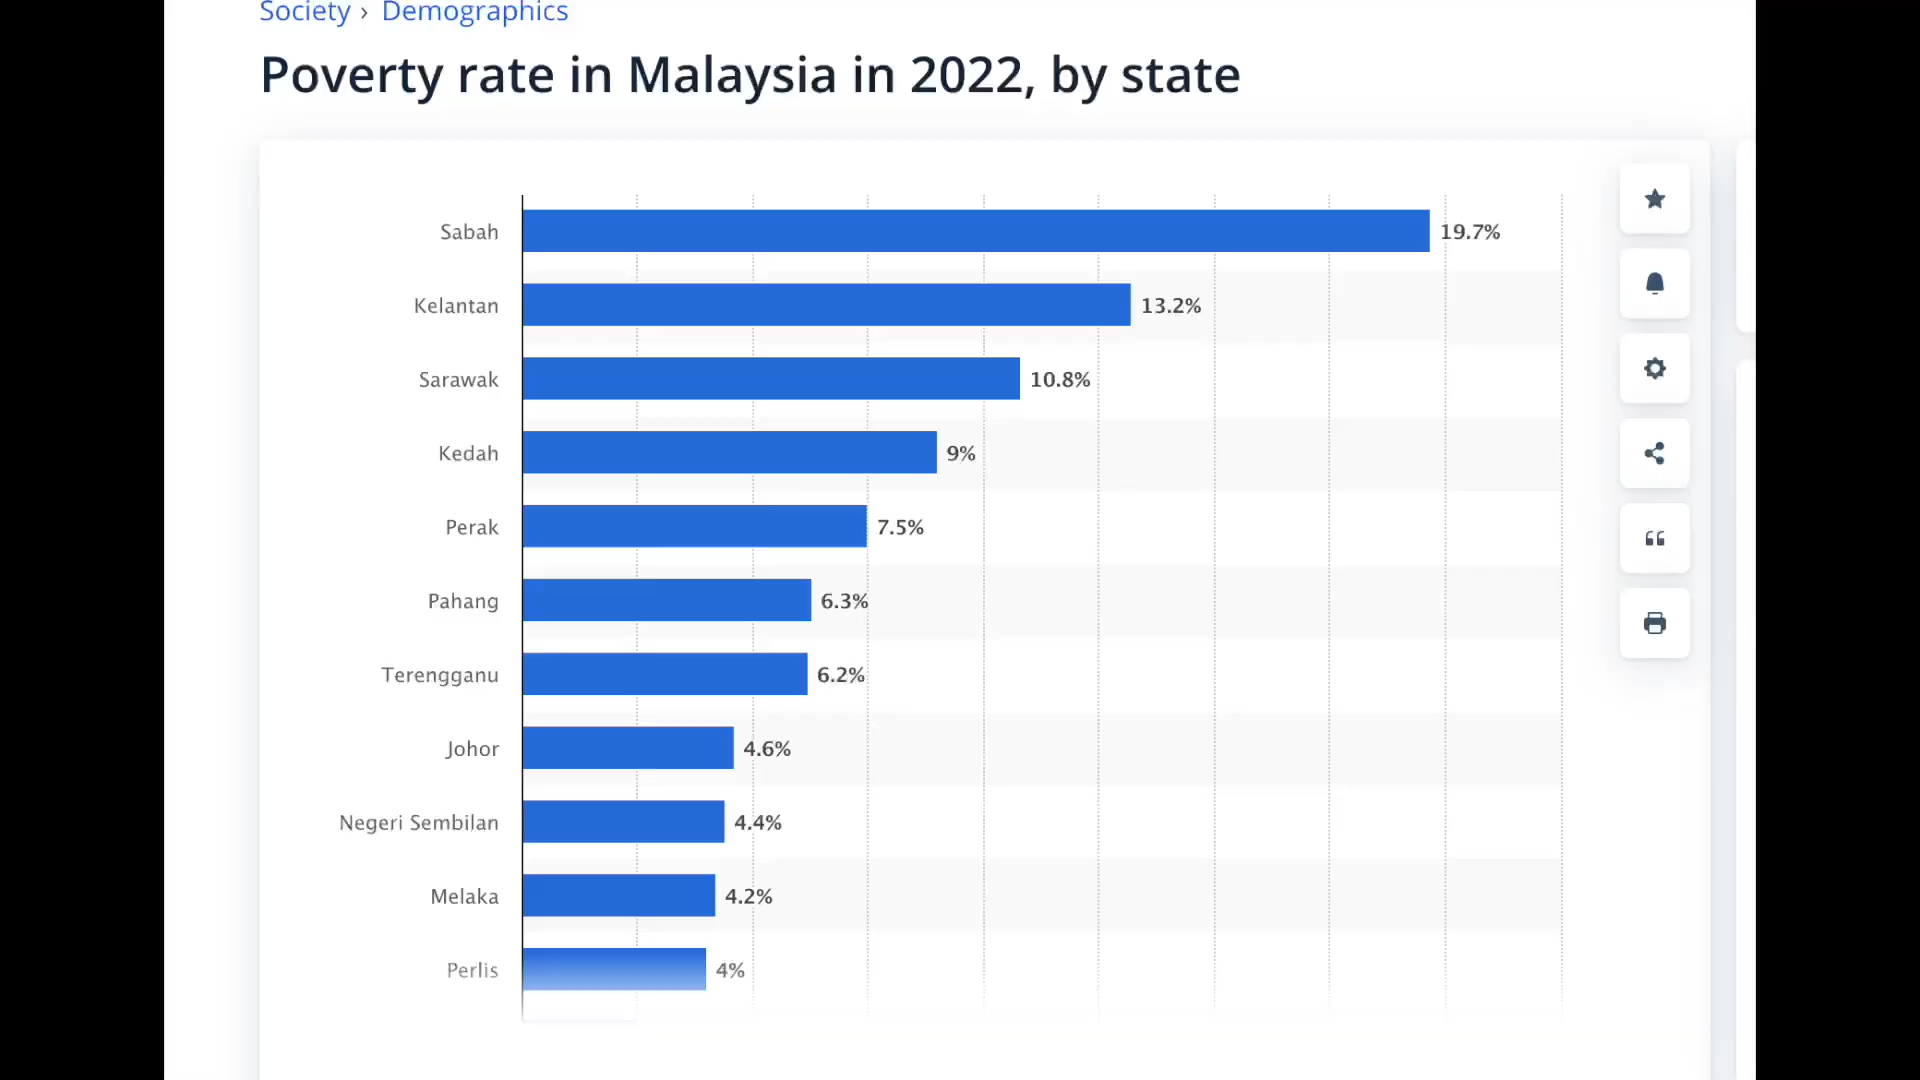 Society › Demographics
Poverty rate in Malaysia in 2022, by state
Sabah 19.7%
Kelantan 13.2%
Sarawak 10.8%
Kedah 9%
Perak 7.5%
Pahang 6.3%
Terengganu 6.2%
Johor 4.6%
Negeri Sembilan 4.4%
Melaka 4.2%
Perlis 4%